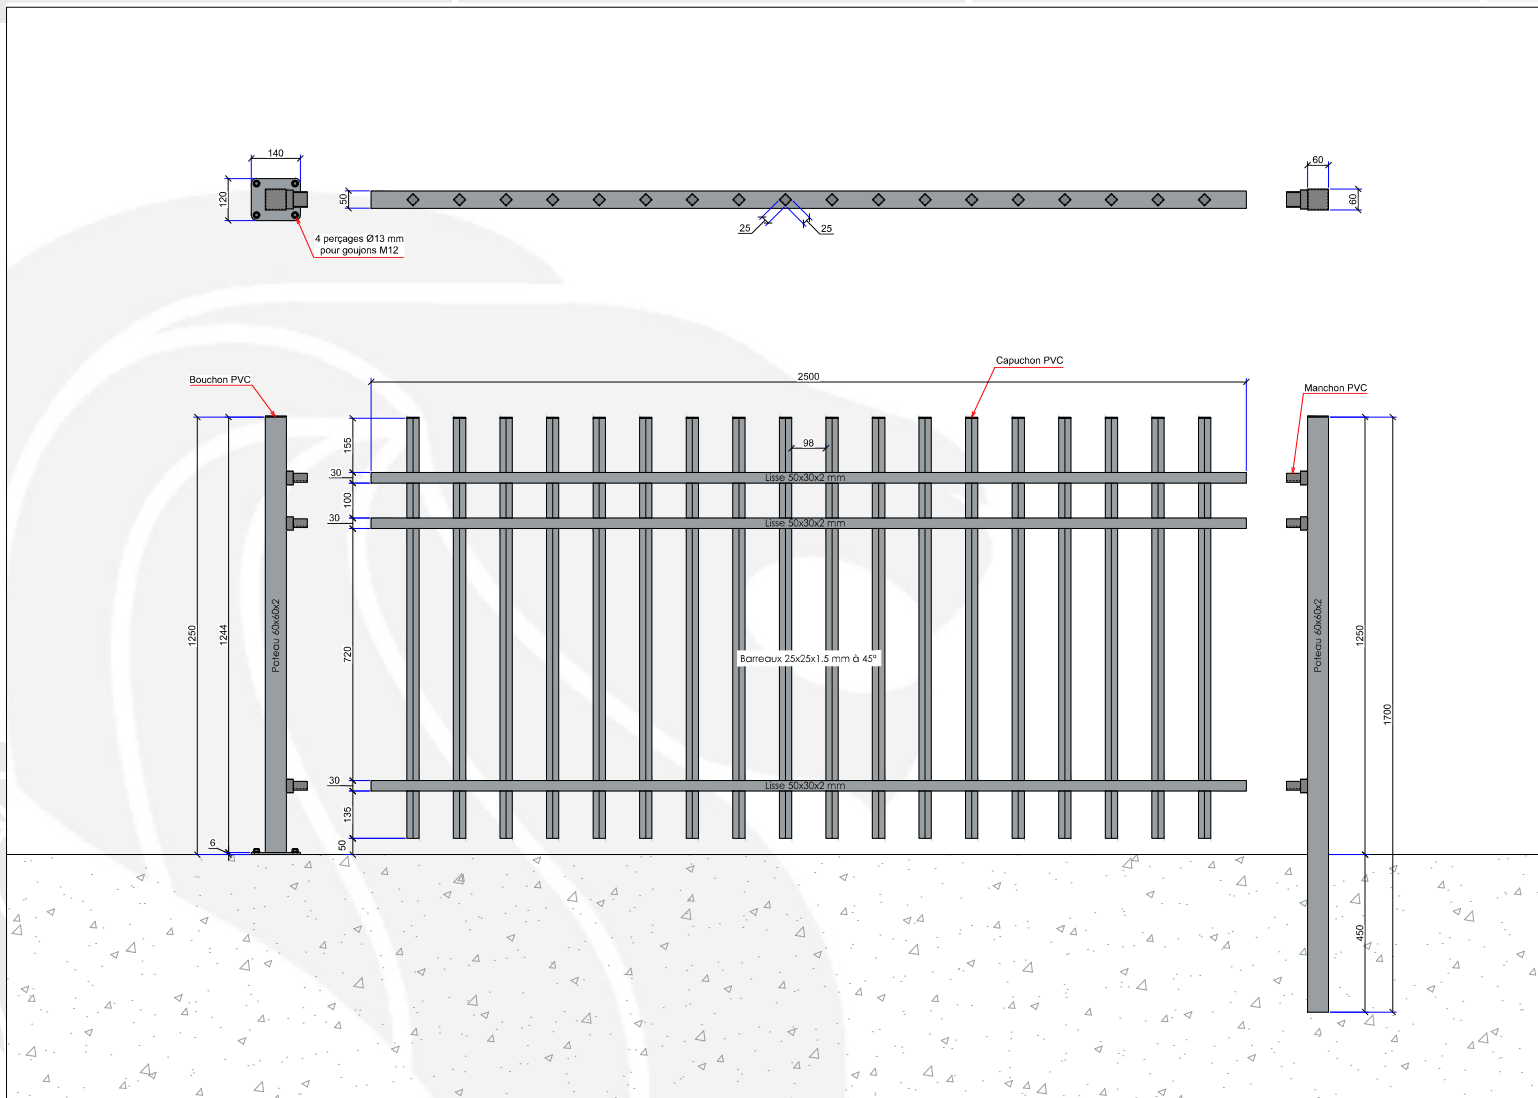 140
120
4 perçages Ø13 mm
pour goujons M12
50
25
25
60
60
Bouchon PVC
2500
Capuchon PVC
Manchon PVC
155
98
30
Lisse 50x30x2 mm
100
30
Lisse 50x30x2 mm
1250
1244
Poteau 60x60x2
720
Barreaux 25x25x1.5 mm à 45°
Poteau 60x60x2
1250
1700
30
Lisse 50x30x2 mm
135
6
50
450